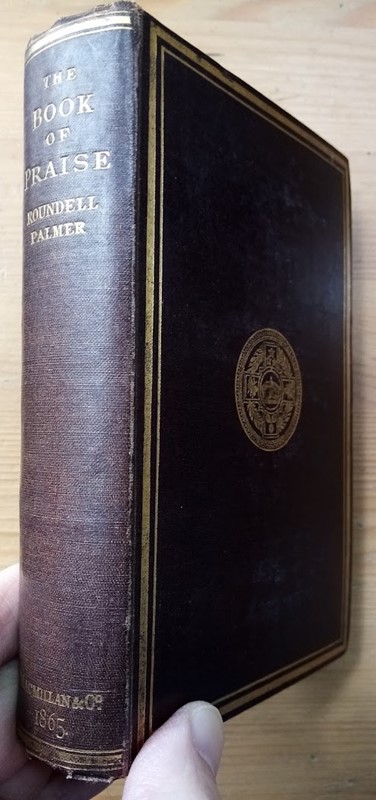 THE
BOOK
OF
PRAISE
ROUNDELL
PALMER
MACMILLAN & Co
1865.